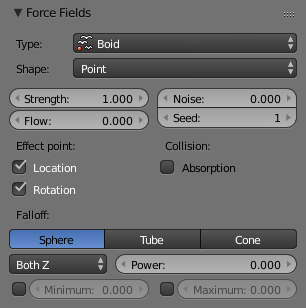 Force Fields
Type: Boid
Shape: Point
Strength: 1.000 Noise: 0.000
Flow: 0.000 Seed: 1
Effect point: Collision:
Location Absorption
Rotation
Falloff:
Sphere Tube Cone
Both Z Power: 0.000
Minimum: 0.000 Maximum: 0.000